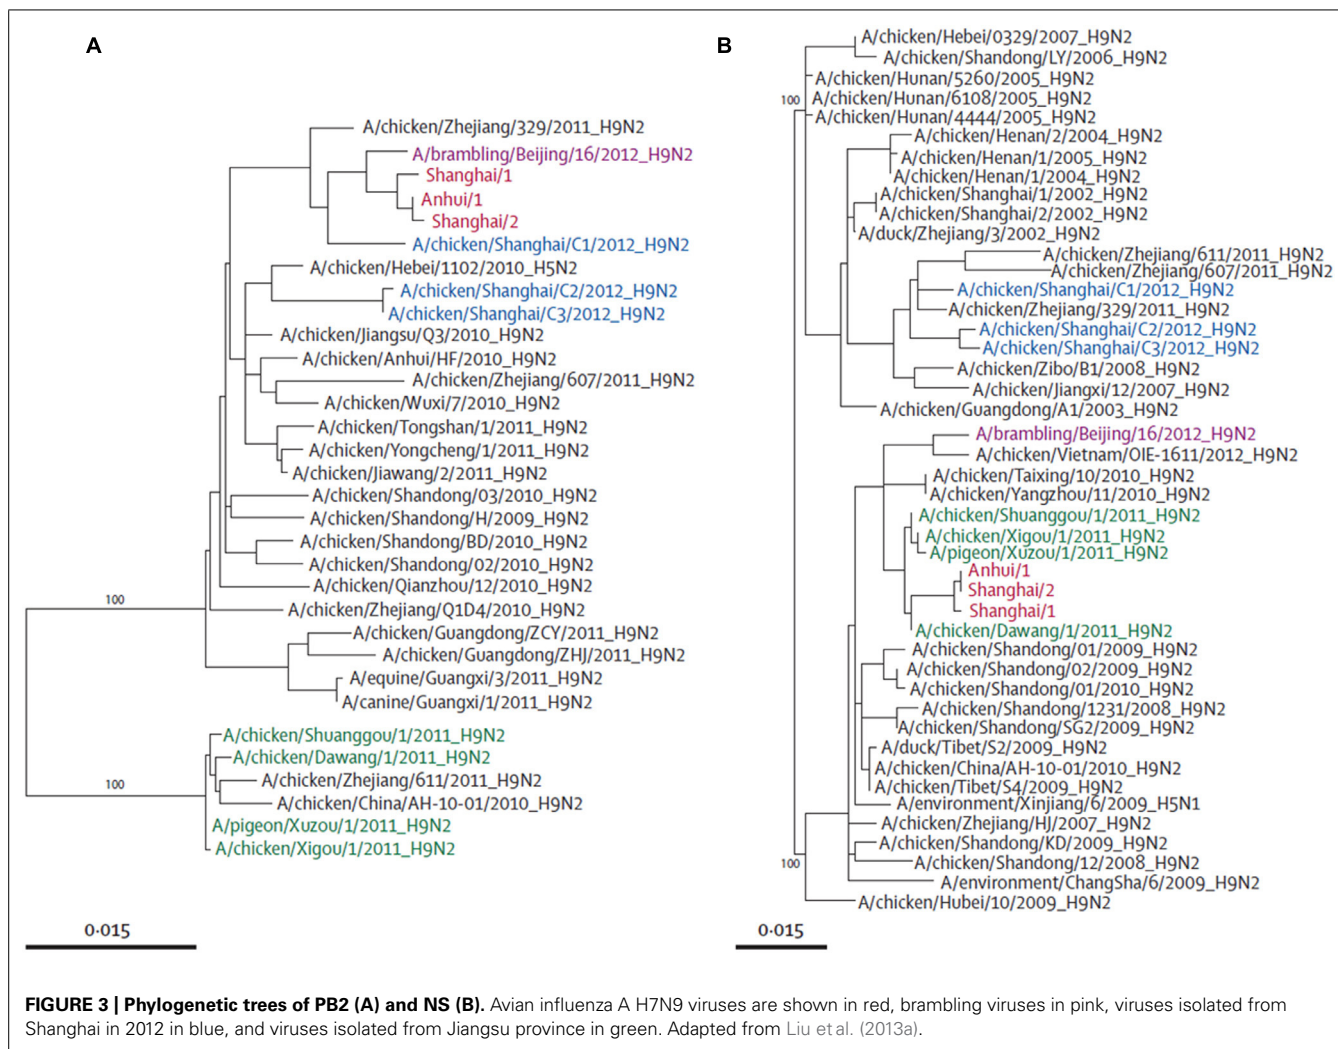 A
A/chicken/Zhejiang/329/2011_H9N2
A/brambling/Beijing/16/2012_H9N2
Shanghai/1
Anhui/1
Shanghai/2
A/chicken/Shanghai/C1/2012_H9N2
A/chicken/Hebei/1102/2010_H5N2
A/chicken/Shanghai/C2/2012_H9N2
A/chicken/Shanghai/C3/2012_H9N2
A/chicken/Jiangsu/Q3/2010_H9N2
A/chicken/Anhui/HF/2010_H9N2
A/chicken/Zhejiang/607/2011_H9N2
A/chicken/Wuxi/7/2010_H9N2
A/chicken/Tongshan/1/2011_H9N2
A/chicken/Yongcheng/1/2011_H9N2
A/chicken/Jiawang/2/2011_H9N2
A/chicken/Shandong/03/2010_H9N2
A/chicken/Shandong/H/2009_H9N2
A/chicken/Shandong/BD/2010_H9N2
A/chicken/Shandong/02/2010_H9N2
A/chicken/Qianzhou/12/2010_H9N2
100
A/chicken/Zhejiang/Q1D4/2010_H9N2
A/chicken/Guangdong/ZCY/2011_H9N2
A/chicken/Guangdong/ZHJ/2011_H9N2
A/equine/Guangxi/3/2011_H9N2
A/canine/Guangxi/1/2011_H9N2
A/chicken/Shuanggou/1/2011_H9N2
A/chicken/Dawang/1/2011_H9N2
100
A/chicken/Zhejiang/611/2011_H9N2
A/chicken/China/AH-10-01/2010_H9N2
A/pigeon/Xuzou/1/2011_H9N2
A/chicken/Xigou/1/2011_H9N2
0·015
B
A/chicken/Hebei/0329/2007_H9N2
A/chicken/Shandong/LY/2006_H9N2
A/chicken/Hunan/5260/2005_H9N2
100
A/chicken/Hunan/6108/2005_H9N2
A/chicken/Hunan/4444/2005_H9N2
A/chicken/Henan/2/2004_H9N2
A/chicken/Henan/1/2005_H9N2
A/chicken/Henan/1/2004_H9N2
A/chicken/Shanghai/1/2002_H9N2
A/chicken/Shanghai/2/2002_H9N2
A/duck/Zhejiang/3/2002_H9N2
A/chicken/Zhejiang/611/2011_H9N2
A/chicken/Zhejiang/607/2011_H9N2
A/chicken/Shanghai/C1/2012_H9N2
A/chicken/Zhejiang/329/2011_H9N2
A/chicken/Shanghai/C2/2012_H9N2
A/chicken/Shanghai/C3/2012_H9N2
A/chicken/Zibo/B1/2008_H9N2
A/chicken/Jiangxi/12/2007_H9N2
A/chicken/Guangdong/A1/2003_H9N2
A/brambling/Beijing/16/2012_H9N2
A/chicken/Vietnam/OIE-1611/2012_H9N2
A/chicken/Taixing/10/2010_H9N2
A/chicken/Yangzhou/11/2010_H9N2
A/chicken/Shuanggou/1/2011_H9N2
A/chicken/Xigou/1/2011_H9N2
A/pigeon/Xuzou/1/2011_H9N2
Anhui/1
Shanghai/2
Shanghai/1
A/chicken/Dawang/1/2011_H9N2
A/chicken/Shandong/01/2009_H9N2
A/chicken/Shandong/02/2009_H9N2
A/chicken/Shandong/01/2010_H9N2
A/chicken/Shandong/1231/2008_H9N2
A/chicken/Shandong/SG2/2009_H9N2
A/duck/Tibet/S2/2009_H9N2
A/chicken/China/AH-10-01/2010_H9N2
A/chicken/Tibet/S4/2009_H9N2
A/environment/Xinjiang/6/2009_H5N1
A/chicken/Zhejiang/HJ/2007_H9N2
A/chicken/Shandong/KD/2009_H9N2
100
A/chicken/Shandong/12/2008_H9N2
A/environment/ChangSha/6/2009_H9N2
A/chicken/Hubei/10/2009_H9N2
0·015
FIGURE 3 | Phylogenetic trees of PB2 (A) and NS (B). Avian influenza A H7N9 viruses are shown in red, brambling viruses in pink, viruses isolated from
Shanghai in 2012 in blue, and viruses isolated from Jiangsu province in green. Adapted from Liu et al. (2013a).